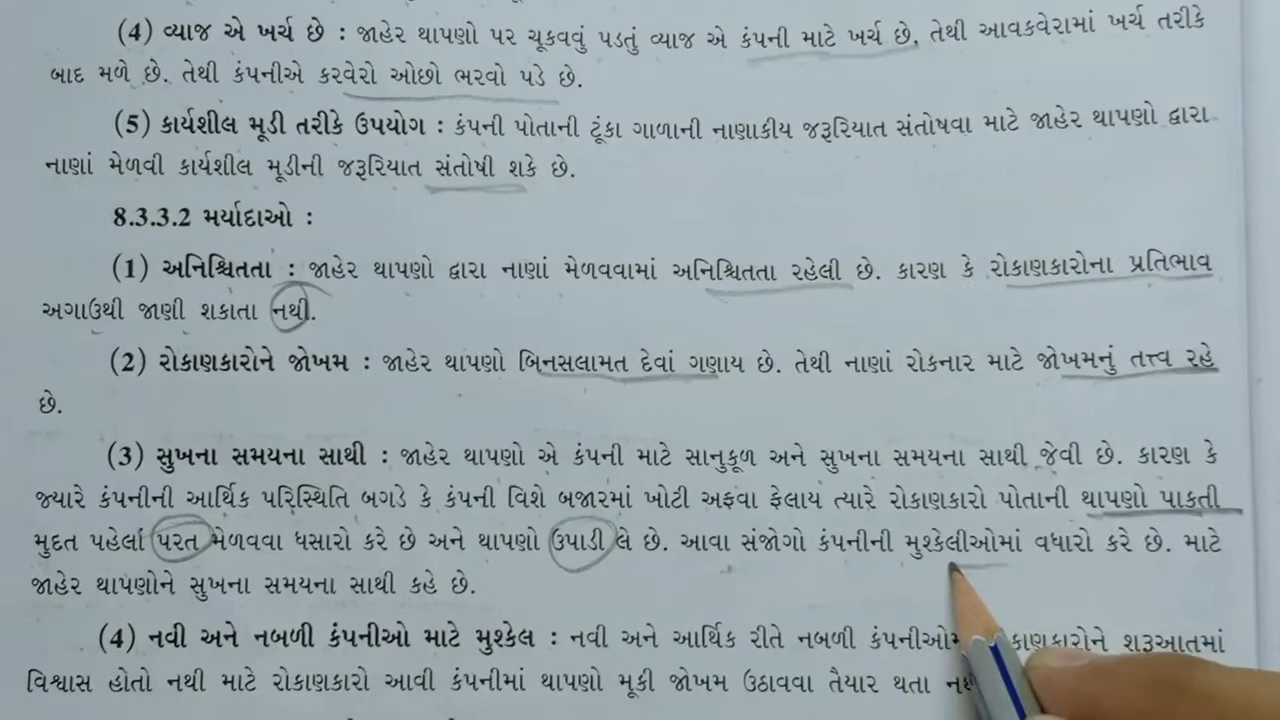 (4) વ્યાજ એ ખર્ચ છે : જાહેર થાપણો પર ચૂકવવું પડતું વ્યાજ એ કંપની માટે ખર્ચ છે, તેથી આવકવેરામાં ખર્ચ તરીકે
બાદ મળે છે. તેથી કંપનીએ કરવેરો ઓછો ભરવો પડે છે.
(5) કાર્યશીલ મૂડી તરીકે ઉપયોગ : કંપની પોતાની ટૂંકા ગાળાની નાણાકીય જરૂરિયાત સંતોષવા માટે જાહેર થાપણો દ્વારા
નાણાં મેળવી કાર્યશીલ મૂડીની જરૂરિયાત સંતોષી શકે છે.
8.3.3.2 મર્યાદાઓ :
(1) અનિશ્ચિતતા : જાહેર થાપણો દ્વારા નાણાં મેળવવામાં અનિશ્ચિતતા રહેલી છે. કારણ કે રોકાણકારોના પ્રતિભાવ
અગાઉથી જાણી શકાતા નથી.
(2) રોકાણકારોને જોખમ : જાહેર થાપણો બિનસલામત દેવાં ગણાય છે. તેથી નાણાં રોકનાર માટે જોખમનું તત્ત્વ રહે
છે.
(3) સુખના સમયના સાથી : જાહેર થાપણો એ કંપની માટે સાનુકૂળ અને સુખના સમયના સાથી જેવી છે. કારણ કે
જ્યારે કંપનીની આર્થિક પરિસ્થિતિ બગડે કે કંપની વિશે બજારમાં ખોટી અફવા ફેલાય ત્યારે રોકાણકારો પોતાની થાપણો પાકતી
મુદત પહેલાં પરત મેળવવા ધસારો કરે છે અને થાપણો ઉપાડી લે છે. આવા સંજોગો કંપનીની મુશ્કેલીઓમાં વધારો કરે છે. માટે
જાહેર થાપણોને સુખના સમયના સાથી કહે છે.
(4) નવી અને નબળી કંપનીઓ માટે મુશ્કેલ : નવી અને આર્થિક રીતે નબળી શરૂઆતમાં
વિશ્વાસ હોતો નથી માટે રોકાણકારો આવી કંપનીમાં થાપણો મૂકી જોખમ ઉઠાવવા તૈયાર થતા